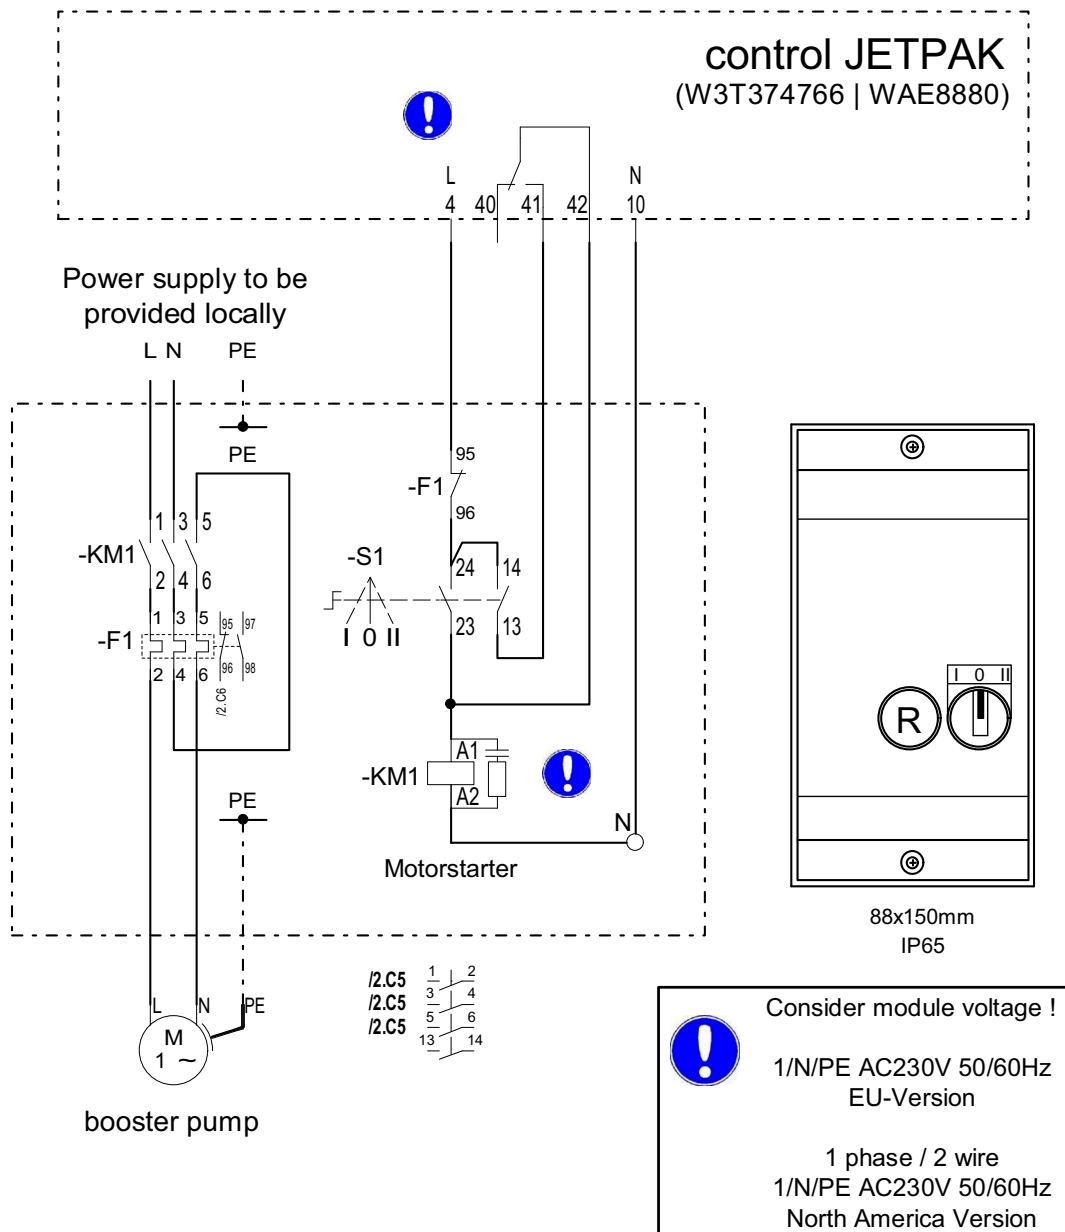 control JETPAK
(W3T374766 | WAE8880)
L N
4 40 41 42 10
Power supply to be
provided locally
L N PE
PE
95
-F1
96
1 3 5
-KM1
2 4 6
-S1
24 14
23 13
I 0 II
1 3 5 95 97
-F1
2 4 6 96 98
/2.C6
I 0 II
R
A1
-KM1
A2
PE
N
Motorstarter
88x150mm
IP65
L N PE
M
1 ~
booster pump
/2.C5 1 2
/2.C5 3 4
/2.C5 5 6
13 14
Consider module voltage !
1/N/PE AC230V 50/60Hz
EU-Version
1 phase / 2 wire
1/N/PE AC230V 50/60Hz
North America Version